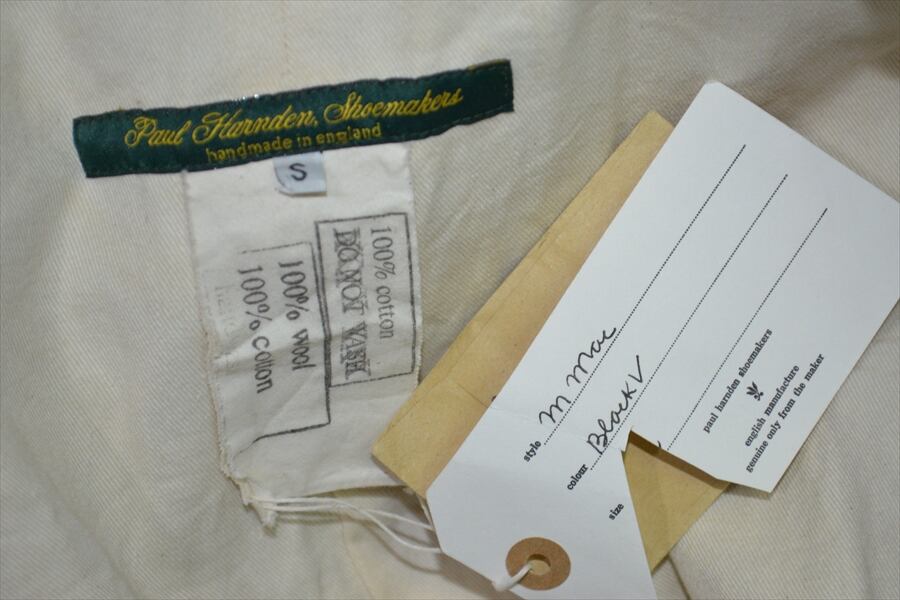 Paul Harnden, Shoemakers
handmade in england
S
100% cotton
DO NOT WASH
100% wool
100% cotton
style M Mac
colour Black V
size
paul harnden shoemakers
english manufacture
genuine only from the maker